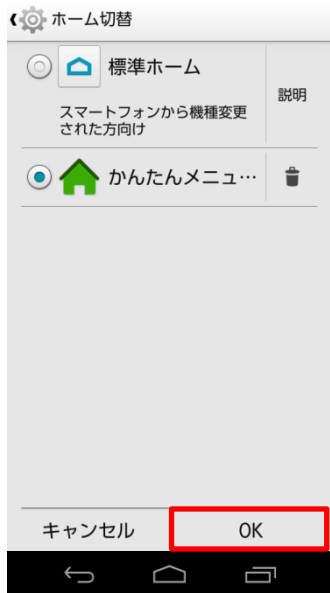 ホーム切替
標準ホーム
説明
スマートフォンから機種変更
された方向け
かんたんメニュ…
キャンセル
OK